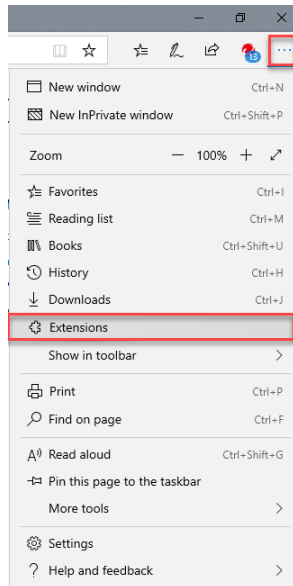 13
New window Ctrl+N
New InPrivate window Ctrl+Shift+P
Zoom — 100% +
Favorites Ctrl+I
Reading list Ctrl+M
Books Ctrl+Shift+U
History Ctrl+H
Downloads Ctrl+J
Extensions
Show in toolbar >
Print Ctrl+P
Find on page Ctrl+F
Read aloud Ctrl+Shift+G
Pin this page to the taskbar
More tools >
Settings
? Help and feedback >